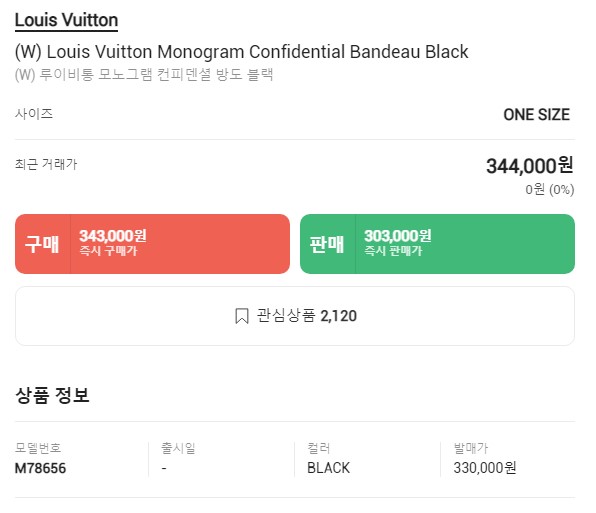 Louis Vuitton
(W) Louis Vuitton Monogram Confidential Bandeau Black
(W) 루이비통 모노그램 컨피덴셜 방도 블랙
사이즈 ONE SIZE
최근 거래가 344,000원
0원 (0%)
구매 343,000원 즉시 구매가
판매 303,000원 즉시 판매가
관심상품 2,120
상품 정보
모델번호 출시일 컬러 발매가
M78656 - BLACK 330,000원